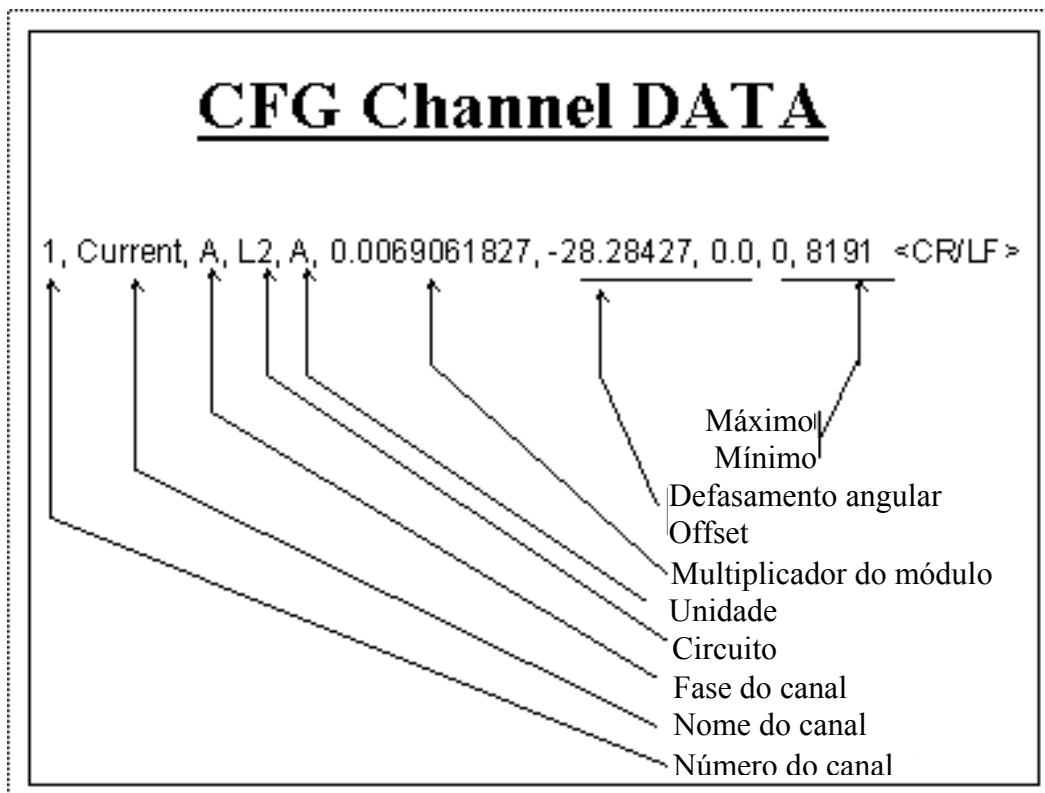 CFG Channel DATA
1, Current, A, L2, A, 0.0069061827, -28.28427, 0.0, 0, 8191 <CR/LF>
Máximo
Mínimo
Defasamento angular
Offset
Multiplicador do módulo
Unidade
Circuito
Fase do canal
Nome do canal
Número do canal